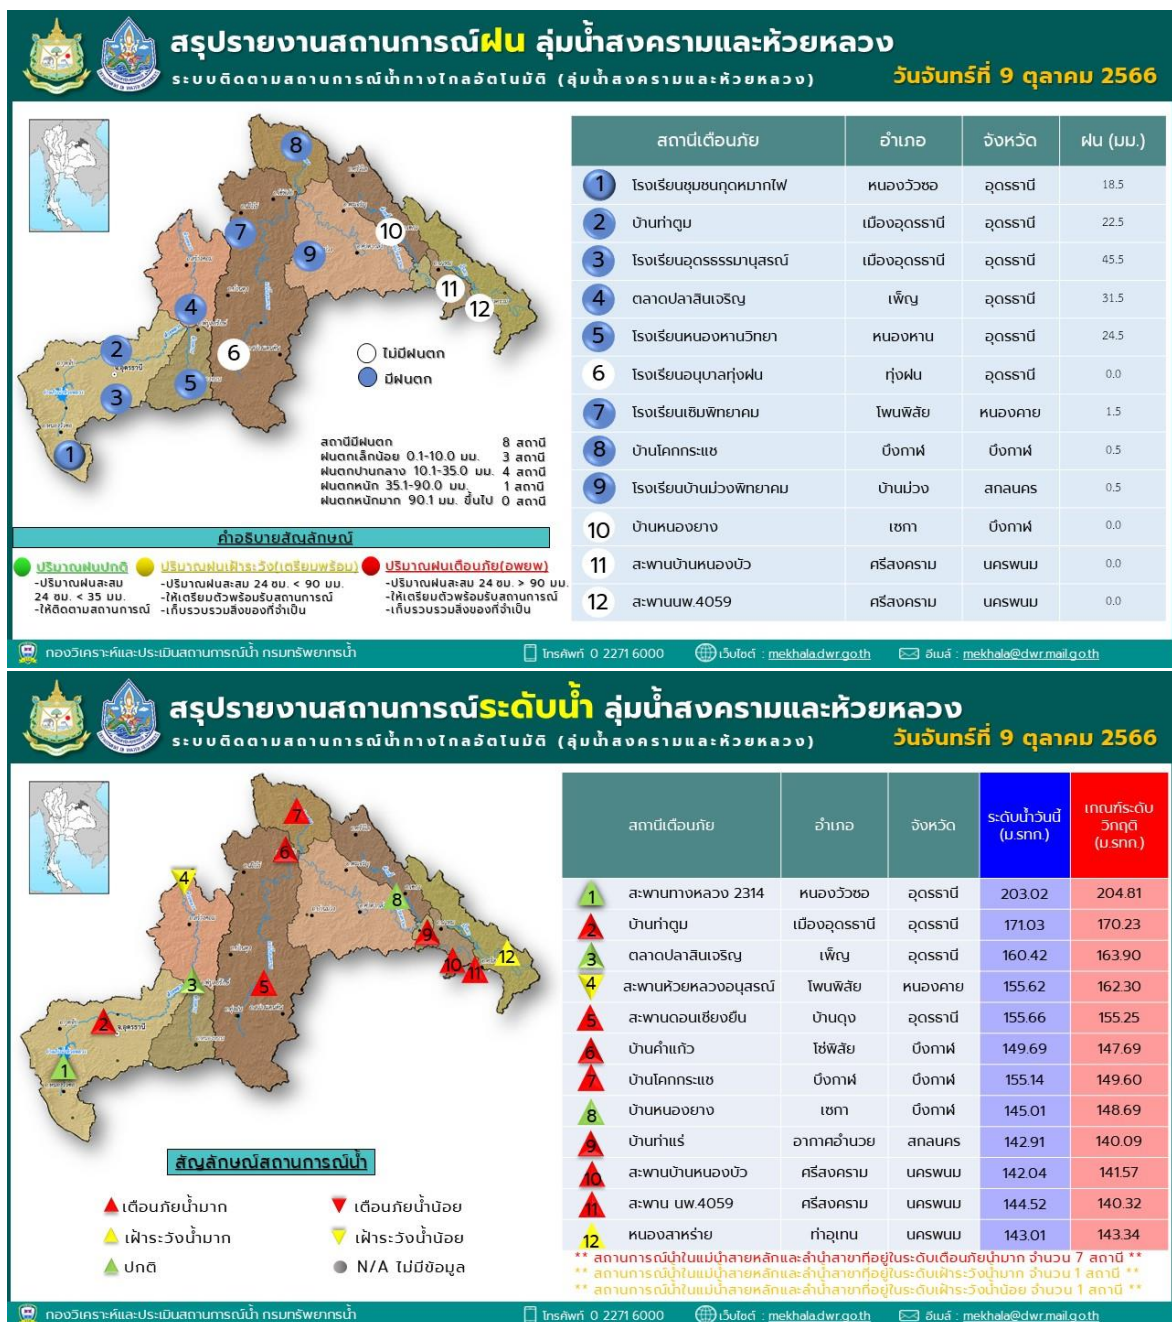 สรุปรายงานสถานการณ์ฝน ลุ่มน้ำสงครามและห้วยหลวง
ระบบติดตามสถานการณ์น้ำทางไกลอัตโนมัติ (ลุ่มน้ำสงครามและห้วยหลวง)
วันจันทร์ที่ 9 ตุลาคม 2566
8
7
10
9
11
12
4
6
2
5
3
1
ไม่มีฝนตก
มีฝนตก
สถานีมีฝนตก 8 สถานี
ฝนตกเล็กน้อย 0.1-10.0 มม. 3 สถานี
ฝนตกปานกลาง 10.1-35.0 มม. 4 สถานี
ฝนตกหนัก 35.1-90.0 มม. 1 สถานี
ฝนตกหนักมาก 90.1 มม. ขึ้นไป 0 สถานี
คำอธิบายสัญลักษณ์
ปริมาณฝนปกติ
-ปริมาณฝนสะสม
24 ชม. < 35 มม.
-ให้ติดตามสถานการณ์
ปริมาณฝนเฝ้าระวัง(เตรียมพร้อม)
-ปริมาณฝนสะสม 24 ชม. < 90 มม.
-ให้เตรียมตัวพร้อมรับสถานการณ์
-เก็บรวบรวมสิ่งของที่จำเป็น
ปริมาณฝนเตือนภัย(อพยพ)
-ปริมาณฝนสะสม 24 ชม. > 90 มม.
-ให้เตรียมตัวพร้อมรับสถานการณ์
-เก็บรวบรวมสิ่งของที่จำเป็น
สถานีเตือนภัย อำเภอ จังหวัด ฝน (มม.)
1 โรงเรียนชุมชนกุดหมากไฟ หนองวัวซอ อุดรธานี 18.5
2 บ้านท่าตูม เมืองอุดรธานี อุดรธานี 22.5
3 โรงเรียนอุดรธรรมานุสรณ์ เมืองอุดรธานี อุดรธานี 45.5
4 ตลาดปลาสินเจริญ เพ็ญ อุดรธานี 31.5
5 โรงเรียนหนองหานวิทยา หนองหาน อุดรธานี 24.5
6 โรงเรียนอนุบาลทุ่งฝน ทุ่งฝน อุดรธานี 0.0
7 โรงเรียนเซิมพิทยาคม โพนพิสัย หนองคาย 1.5
8 บ้านโคกกระแซ บึงกาฬ บึงกาฬ 0.5
9 โรงเรียนบ้านม่วงพิทยาคม บ้านม่วง สกลนคร 0.5
10 บ้านหนองยาง เซกา บึงกาฬ 0.0
11 สะพานบ้านหนองบัว ศรีสงคราม นครพนม 0.0
12 สะพานนพ.4059 ศรีสงคราม นครพนม 0.0
กองวิเคราะห์และประเมินสถานการณ์น้ำ กรมทรัพยากรน้ำ
โทรศัพท์ 0 2271 6000
เว็บไซต์ : mekhala.dwr.go.th
อีเมล์ : mekhala@dwr.mail.go.th
สรุปรายงานสถานการณ์ระดับน้ำ ลุ่มน้ำสงครามและห้วยหลวง
ระบบติดตามสถานการณ์น้ำทางไกลอัตโนมัติ (ลุ่มน้ำสงครามและห้วยหลวง)
วันจันทร์ที่ 9 ตุลาคม 2566
7
6
4
8
9
10
11
12
3
5
2
1
สัญลักษณ์สถานการณ์น้ำ
เตือนภัยน้ำมาก
เตือนภัยน้ำน้อย
เฝ้าระวังน้ำมาก
เฝ้าระวังน้ำน้อย
ปกติ
N/A ไม่มีข้อมูล
สถานีเตือนภัย อำเภอ จังหวัด ระดับน้ำวันนี้ (ม.รทก.) เกณฑ์ระดับวิกฤติ (ม.รทก.)
1 สะพานทางหลวง 2314 หนองวัวซอ อุดรธานี 203.02 204.81
2 บ้านท่าตูม เมืองอุดรธานี อุดรธานี 171.03 170.23
3 ตลาดปลาสินเจริญ เพ็ญ อุดรธานี 160.42 163.90
4 สะพานห้วยหลวงอนุสรณ์ โพนพิสัย หนองคาย 155.62 162.30
5 สะพานดอนเชียงยืน บ้านดุง อุดรธานี 155.66 155.25
6 บ้านคำแก้ว โซ่พิสัย บึงกาฬ 149.69 147.69
7 บ้านโคกกระแซ บึงกาฬ บึงกาฬ 155.14 149.60
8 บ้านหนองยาง เซกา บึงกาฬ 145.01 148.69
9 บ้านท่าแร่ อากาศอำนวย สกลนคร 142.91 140.09
10 สะพานบ้านหนองบัว ศรีสงคราม นครพนม 142.04 141.57
11 สะพาน นพ.4059 ศรีสงคราม นครพนม 144.52 140.32
12 หนองสาหร่าย ท่าอุเทน นครพนม 143.01 143.34
** สถานการณ์น้ำในแม่น้ำสายหลักและลำน้ำสาขาที่อยู่ในระดับเตือนภัยน้ำมาก จำนวน 7 สถานี **
** สถานการณ์น้ำในแม่น้ำสายหลักและลำน้ำสาขาที่อยู่ในระดับเฝ้าระวังน้ำมาก จำนวน 1 สถานี **
** สถานการณ์น้ำในแม่น้ำสายหลักและลำน้ำสาขาที่อยู่ในระดับเฝ้าระวังน้ำน้อย จำนวน 1 สถานี **
กองวิเคราะห์และประเมินสถานการณ์น้ำ กรมทรัพยากรน้ำ
โทรศัพท์ 0 2271 6000
เว็บไซต์ : mekhala.dwr.go.th
อีเมล์ : mekhala@dwr.mail.go.th